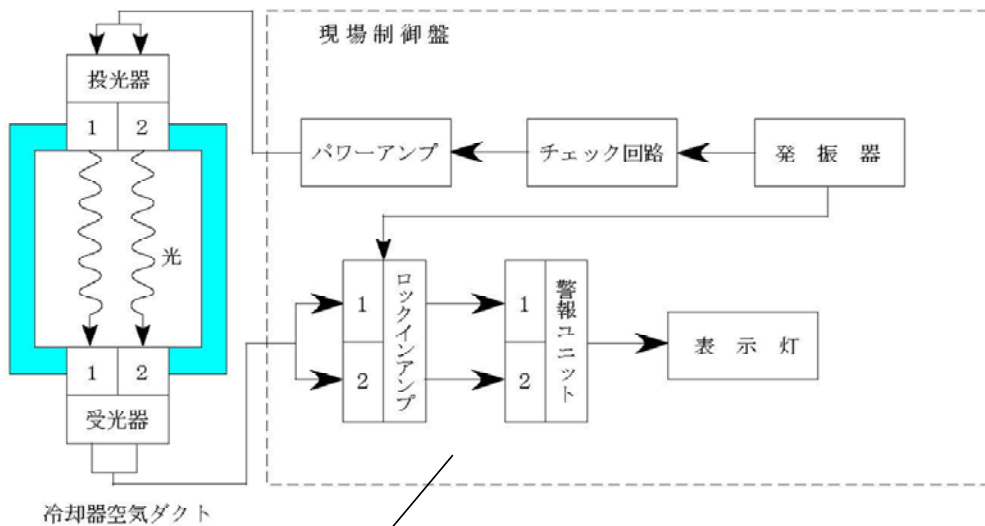 現場制御盤
投光器
1 2
パワーアンプ
チェック回路
発振器
光
1
2
ロックインアンプ
1
2
警報ユニット
表示灯
1 2
受光器
冷却器空気ダクト